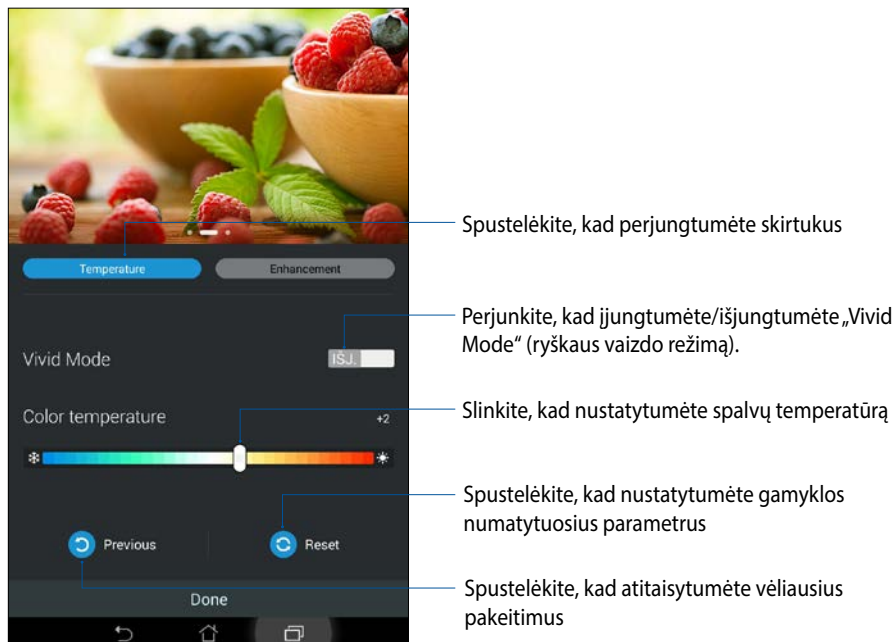 Temperature
Enhancement
Vivid Mode
IŠJ.
Color temperature
+2
Previous
Reset
Done
Spustelėkite, kad perjungtumėte skirtukus
Perjunkite, kad įjungtumėte/išjungtumėte „Vivid
Mode“ (ryškaus vaizdo režimą).
Slinkite, kad nustatytumėte spalvų temperatūrą
Spustelėkite, kad nustatytumėte gamyklos
numatytuosius parametrus
Spustelėkite, kad atitaisytumėte vėliausius
pakeitimus